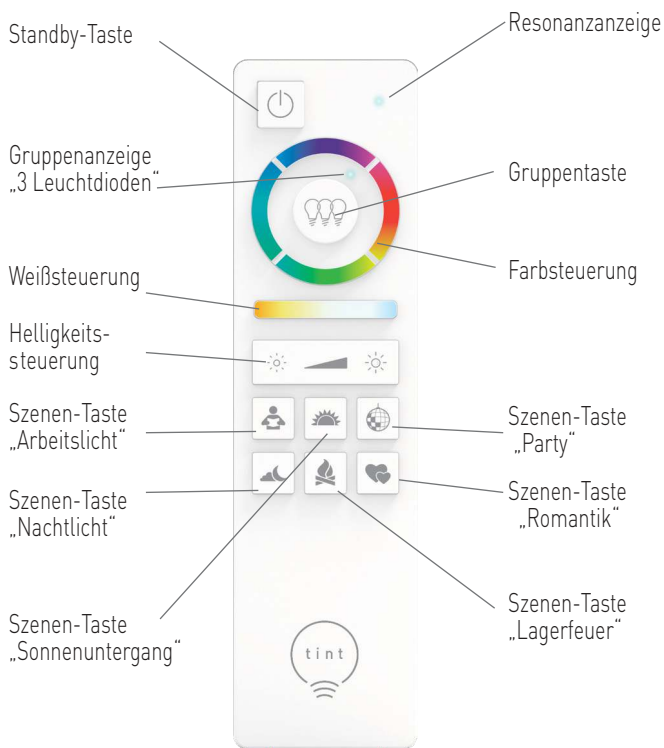 Standby-Taste
Resonanzanzeige
Gruppenanzeige
„3 Leuchtdioden“
Gruppentaste
Farbsteuerung
Weißsteuerung
Helligkeits-
steuerung
Szenen-Taste
„Arbeitslicht“
Szenen-Taste
„Party“
Szenen-Taste
„Nachtlicht“
Szenen-Taste
„Romantik“
Szenen-Taste
„Sonnenuntergang“
Szenen-Taste
„Lagerfeuer“
tint